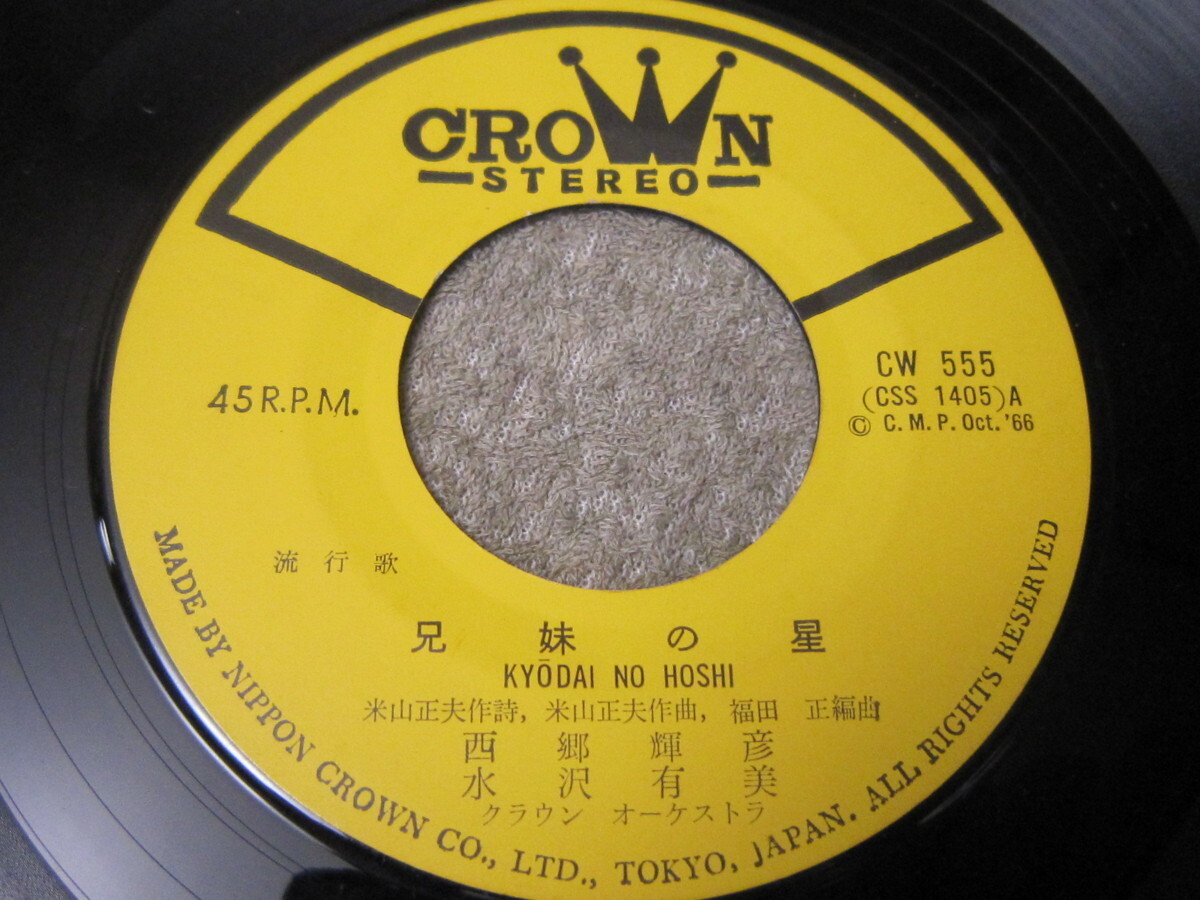 CROWN
STEREO
45 R.P.M.
CW 555
(CSS 1405)A
© C. M. P. Oct. '66
流行歌
兄妹の星
KYŌDAI NO HOSHI
米山正夫作詩, 米山正夫作曲, 福田 正編曲
西郷輝彦
水沢有美
クラウン オーケストラ
MADE BY NIPPON CROWN CO., LTD., TOKYO, JAPAN. ALL RIGHTS RESERVED